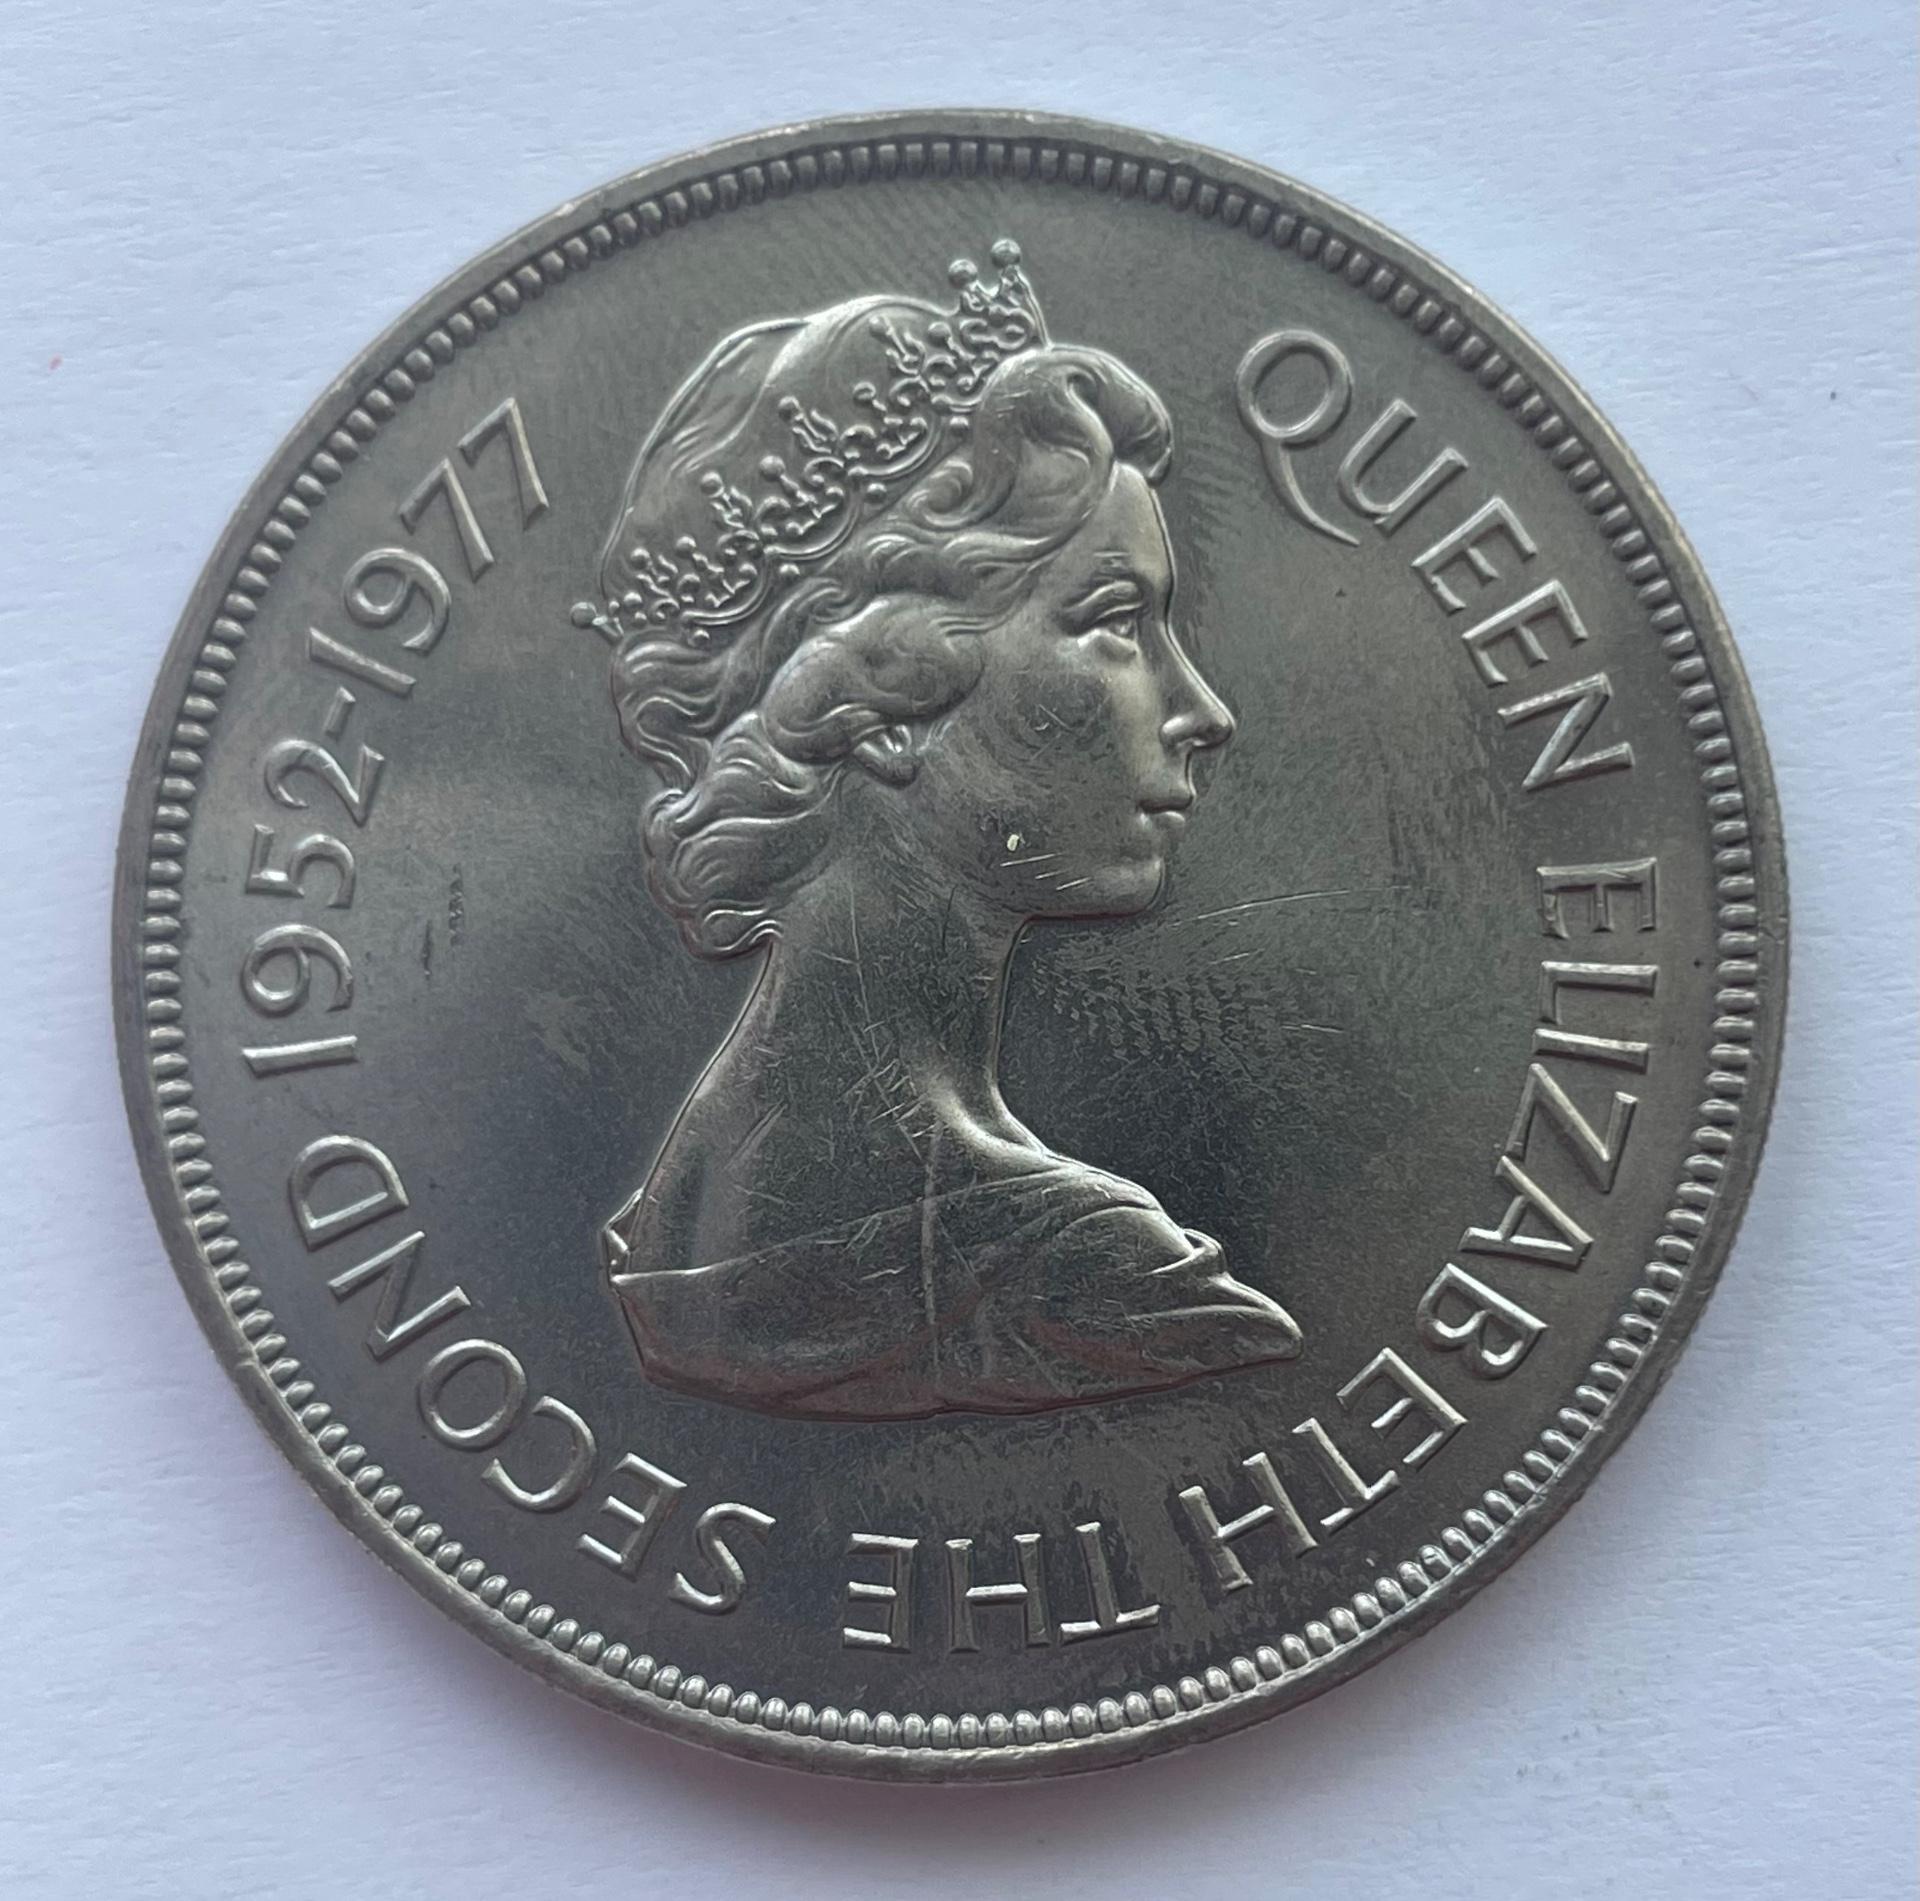 QUEEN ELIZABETH THE SECOND 1952-1977